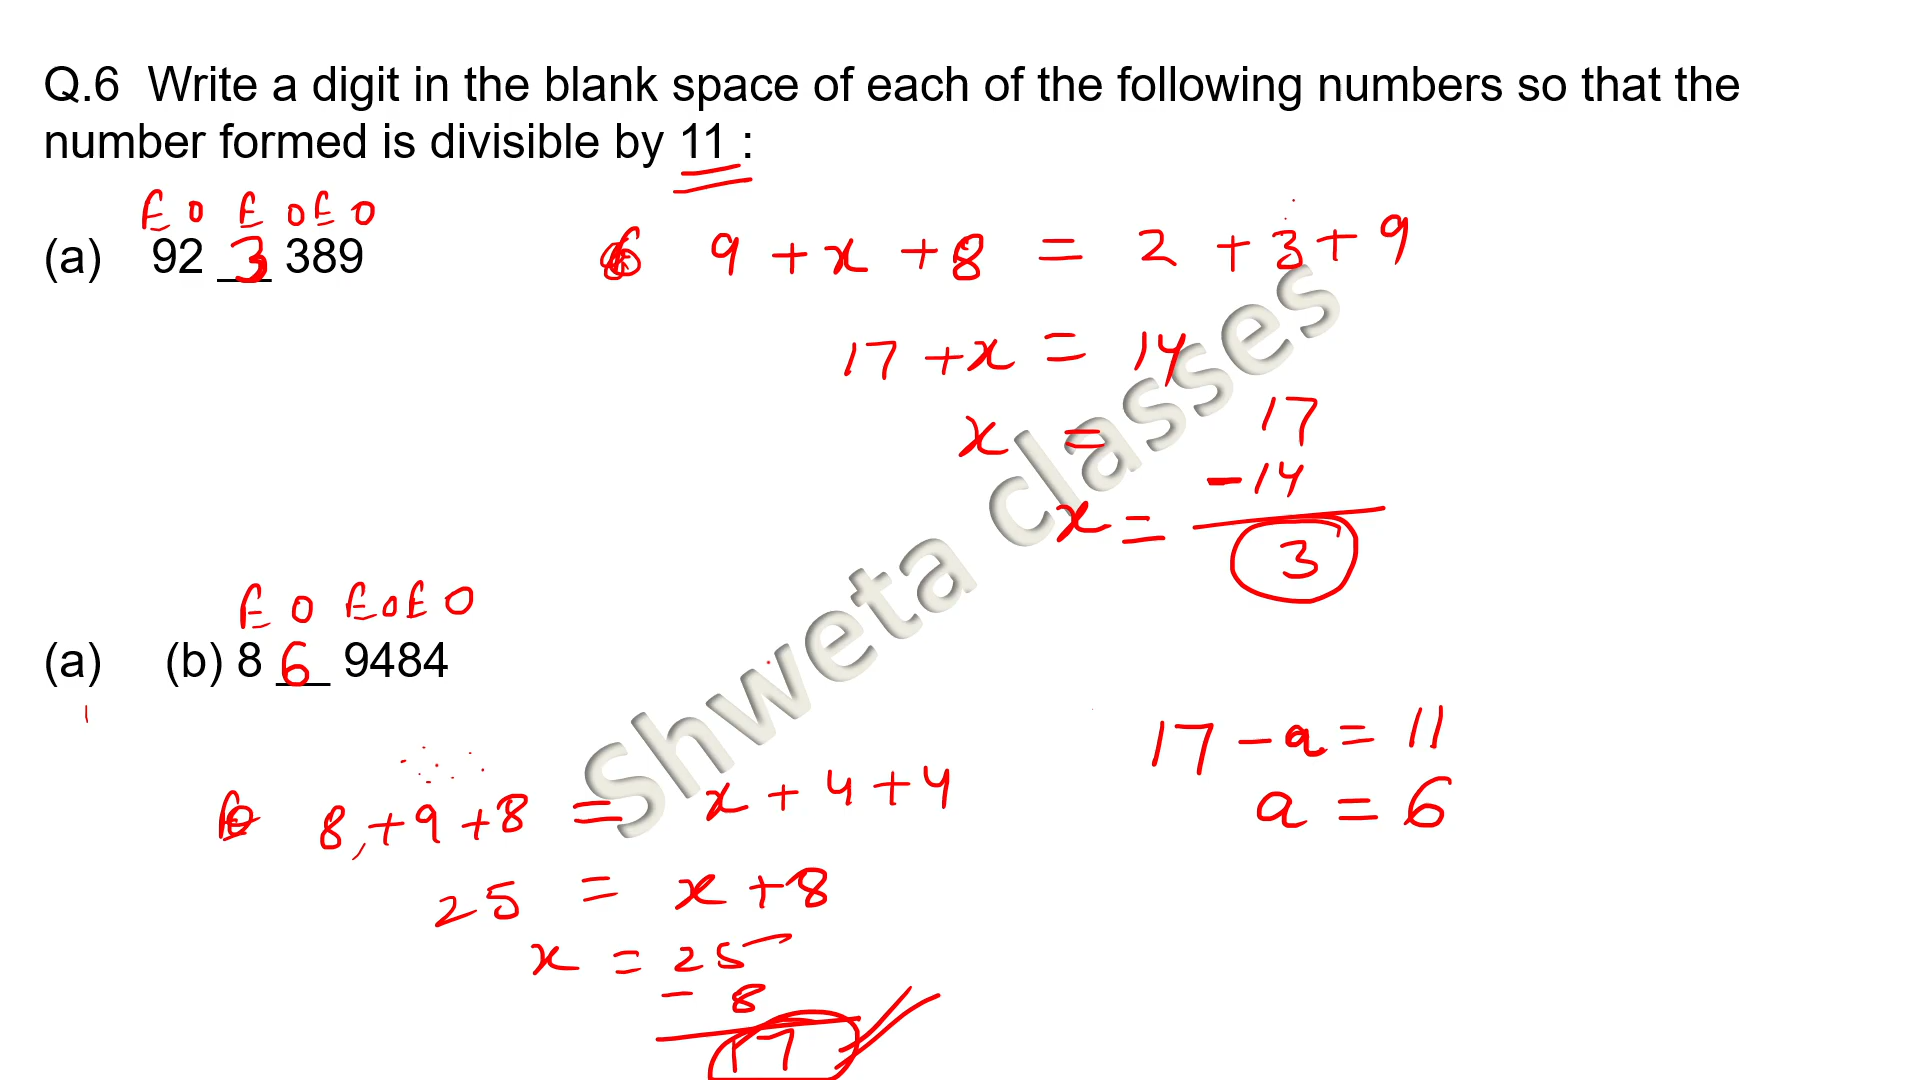 Q.6 Write a digit in the blank space of each of the following numbers so that the
number formed is divisible by 11 :
E O E O E O
(a) 92 3 389
9 + x + 8 = 2 + 3 + 9
17 + x = 14
x = 17
- 14
x = 3
E O E O E O
(a) (b) 8 6 9484
8 + 9 + 8 = x + 4 + 4
25 = x + 8
x = 25
- 8
17
17 - a = 11
a = 6
Shweta classes